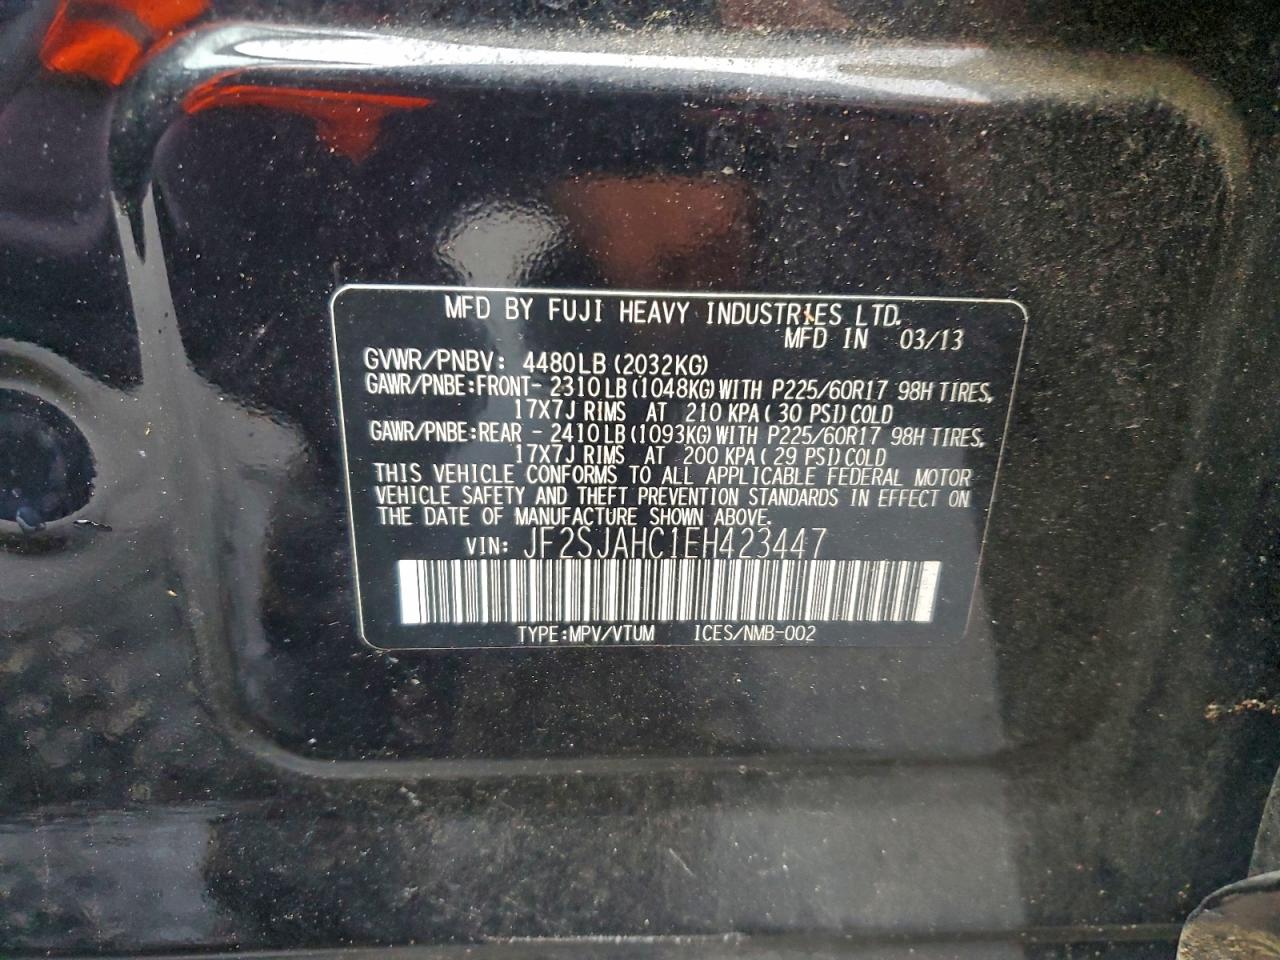 MFD BY FUJI HEAVY INDUSTRIES LTD.
MFD IN 03/13
GVWR/PNBV: 4480LB (2032KG)
GAWR/PNBE:FRONT- 2310LB (1048KG) WITH P225/60R17 98H TIRES,
17X7J RIMS AT 210 KPA ( 30 PSI) COLD
GAWR/PNBE:REAR - 2410LB (1093KG) WITH P225/60R17 98H TIRES,
17X7J RIMS AT 200 KPA ( 29 PSI) COLD
THIS VEHICLE CONFORMS TO ALL APPLICABLE FEDERAL MOTOR
VEHICLE SAFETY AND THEFT PREVENTION STANDARDS IN EFFECT ON
THE DATE OF MANUFACTURE SHOWN ABOVE.
VIN: JF2SJAHC1EH423447
TYPE:MPV/VTUM ICES/NMB-002